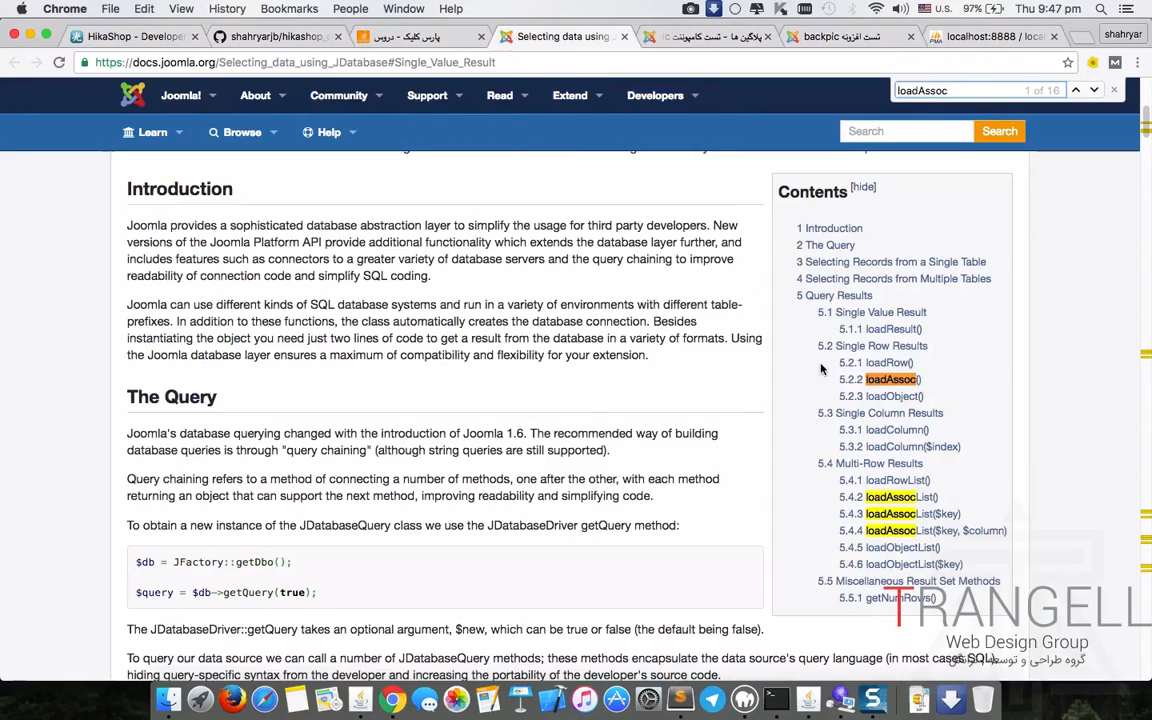 Chrome File Edit View History Bookmarks People Window Help U.S. 97% Thu 9:47 pm
HikaShop - Developer shahryarjb/hikashop_ پارس کلیک - دروس Selecting data using پلاگین ها - تست کامپوننت تست افزونه backpic localhost:8888 / shahryar
https://docs.joomla.org/Selecting_data_using_JDatabase#Single_Value_Result
loadAssoc 1 of 16
Joomla! About Community Support Read Extend Developers
Learn Browse Help Search Search
Introduction
Joomla provides a sophisticated database abstraction layer to simplify the usage for third party developers. New
versions of the Joomla Platform API provide additional functionality which extends the database layer further, and
includes features such as connectors to a greater variety of database servers and the query chaining to improve
readability of connection code and simplify SQL coding.
Joomla can use different kinds of SQL database systems and run in a variety of environments with different table-
prefixes. In addition to these functions, the class automatically creates the database connection. Besides
instantiating the object you need just two lines of code to get a result from the database in a variety of formats. Using
the Joomla database layer ensures a maximum of compatibility and flexibility for your extension.
The Query
Joomla's database querying changed with the introduction of Joomla 1.6. The recommended way of building
database queries is through "query chaining" (although string queries are still supported).
Query chaining refers to a method of connecting a number of methods, one after the other, with each method
returning an object that can support the next method, improving readability and simplifying code.
To obtain a new instance of the JDatabaseQuery class we use the JDatabaseDriver getQuery method:
$db = JFactory::getDbo();
$query = $db->getQuery(true);
The JDatabaseDriver::getQuery takes an optional argument, $new, which can be true or false (the default being false).
To query our data source we can call a number of JDatabaseQuery methods; these methods encapsulate the data source's query language (in most cases SQL),
hiding query-specific syntax from the developer and increasing the portability of the developer's source code.
Contents [hide]
1 Introduction
2 The Query
3 Selecting Records from a Single Table
4 Selecting Records from Multiple Tables
5 Query Results
5.1 Single Value Result
5.1.1 loadResult()
5.2 Single Row Results
5.2.1 loadRow()
5.2.2 loadAssoc()
5.2.3 loadObject()
5.3 Single Column Results
5.3.1 loadColumn()
5.3.2 loadColumn($index)
5.4 Multi-Row Results
5.4.1 loadRowList()
5.4.2 loadAssocList()
5.4.3 loadAssocList($key)
5.4.4 loadAssocList($key, $column)
5.4.5 loadObjectList()
5.4.6 loadObjectList($key)
5.5 Miscellaneous Result Set Methods
5.5.1 getNumRows()
TRANGELL
Web Design Group
گروه طراحی و توسعه ترانگل